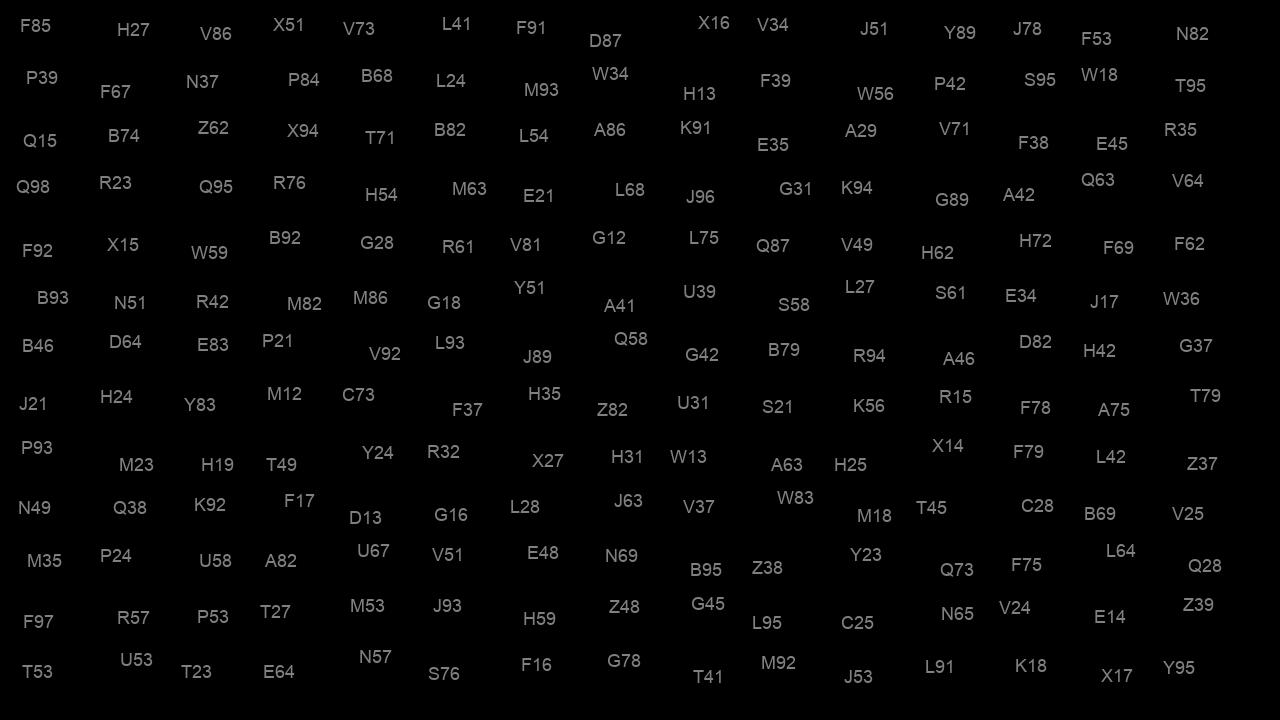 F85 H27 V86 X51 V73 L41 F91 D87 X16 V34 J51 Y89 J78 F53 N82
P39 F67 N37 P84 B68 L24 M93 W34 H13 F39 W56 P42 S95 W18 T95
Q15 B74 Z62 X94 T71 B82 L54 A86 K91 E35 A29 V71 F38 E45 R35
Q98 R23 Q95 R76 H54 M63 E21 L68 J96 G31 K94 G89 A42 Q63 V64
F92 X15 W59 B92 G28 R61 V81 G12 L75 Q87 V49 H62 H72 F69 F62
B93 N51 R42 M82 M86 G18 Y51 A41 U39 S58 L27 S61 E34 J17 W36
B46 D64 E83 P21 V92 L93 J89 Q58 G42 B79 R94 A46 D82 H42 G37
J21 H24 Y83 M12 C73 F37 H35 Z82 U31 S21 K56 R15 F78 A75 T79
P93 M23 H19 T49 Y24 R32 X27 H31 W13 A63 H25 X14 F79 L42 Z37
N49 Q38 K92 F17 D13 G16 L28 J63 V37 W83 M18 T45 C28 B69 V25
M35 P24 U58 A82 U67 V51 E48 N69 B95 Z38 Y23 Q73 F75 L64 Q28
F97 R57 P53 T27 M53 J93 H59 Z48 G45 L95 C25 N65 V24 E14 Z39
T53 U53 T23 E64 N57 S76 F16 G78 T41 M92 J53 L91 K18 X17 Y95